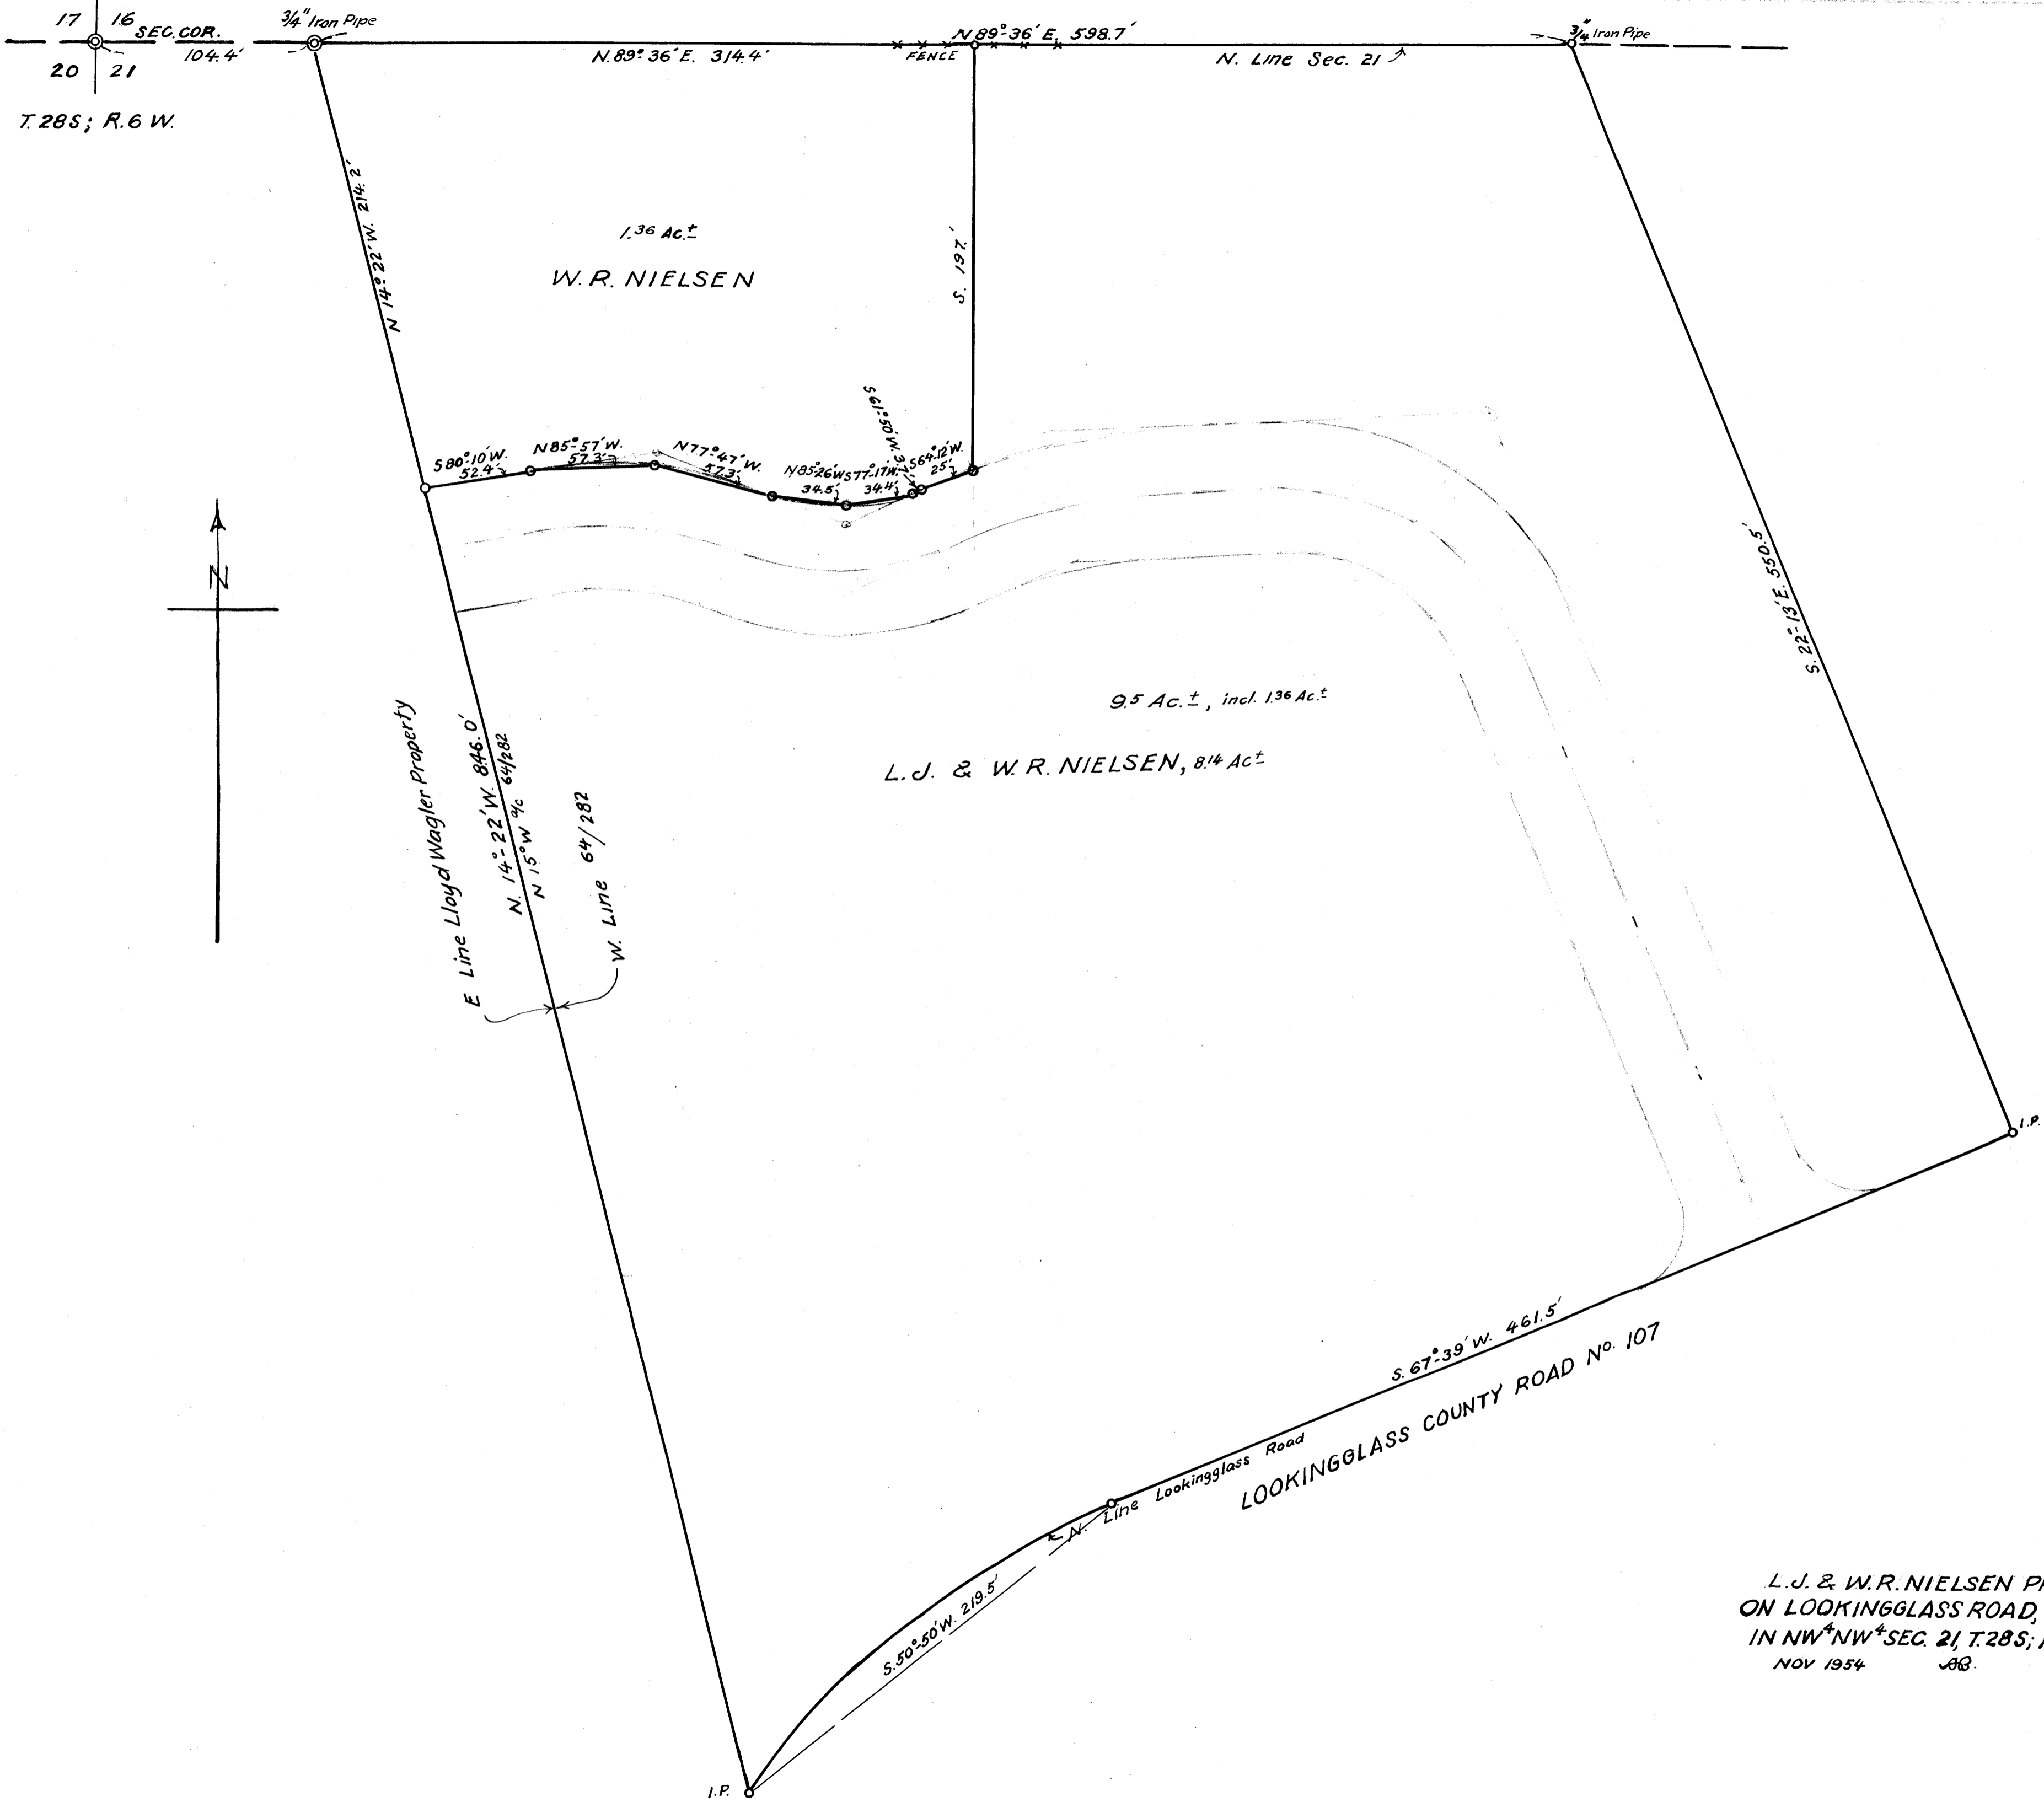 17 16
SEC. COR.
20 21
104.4'
T. 28 S; R. 6 W.
3/4" Iron Pipe
N. 89°-36' E. 314.4'
N 89°-36' E. 598.7'
FENCE
N. Line Sec. 21
3/4" Iron Pipe
N 14°-22' W. 214.2'
1.36 Ac.±
W. R. NIELSEN
S. 197.'
S 80°-10' W.
52.4'
N 85°-57' W.
57.3'
N 77°-47' W.
57.3'
N 85°-26' W
34.5'
S 77°-17' W.
34.4'
S 61°-50' W.
S 64°-12' W.
25'
N
S. 22°-13' E. 550.5'
9.5 Ac.±, incl. 1.36 Ac.±
L. J. & W. R. NIELSEN, 8.14 Ac±
E Line Lloyd Wagler Property
N. 14°-22' W. 846.0'
N 15° W a/c 64/282
W. Line 64/282
I.P.
S. 67°-39' W. 461.5'
N. Line Lookingglass Road
LOOKINGGLASS COUNTY ROAD No. 107
S. 50°-50' W. 219.5'
I.P.
L. J. & W. R. NIELSEN
ON LOOKINGGLASS ROAD,
IN NW⁴ NW⁴ SEC. 21, T. 28 S;
NOV 1954